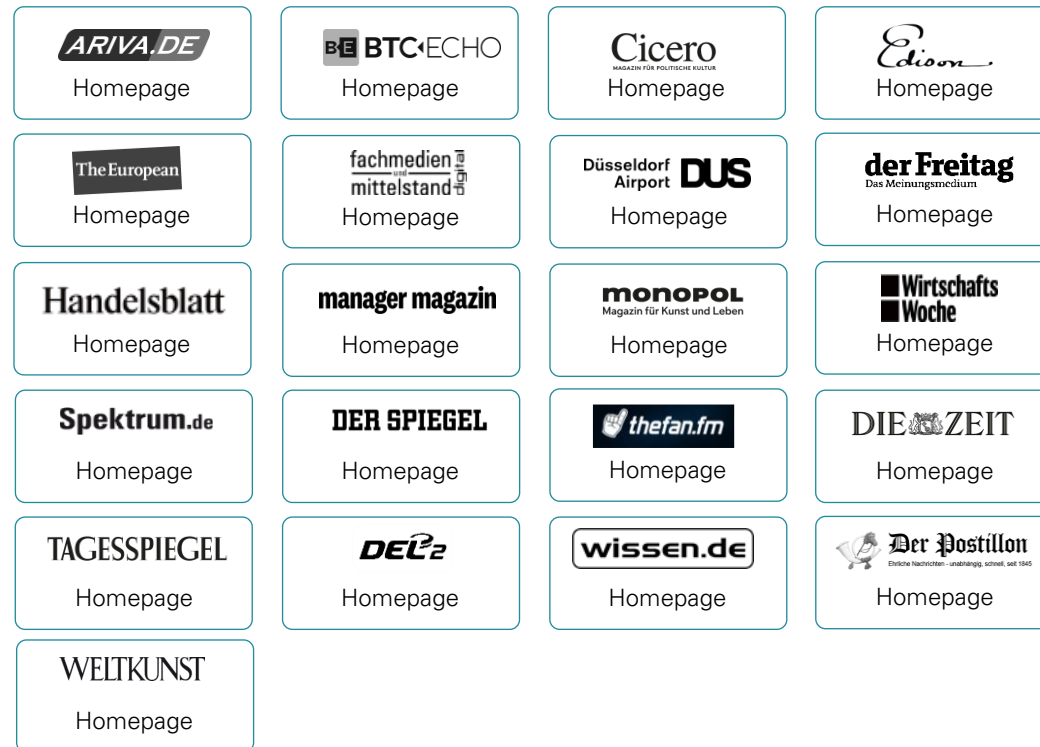 ARIVA.DE
Homepage
BE BTC ECHO
Homepage
Cicero
MAGAZIN FÜR POLITISCHE KULTUR
Homepage
Edison
Homepage
The European
Homepage
fachmedien
und
mittelstand
digital
Homepage
Düsseldorf
Airport
DUS
Homepage
der Freitag
Das Meinungsmedium
Homepage
Handelsblatt
Homepage
manager magazin
Homepage
MONOPOL
Magazin für Kunst und Leben
Homepage
Wirtschafts
Woche
Homepage
Spektrum.de
Homepage
DER SPIEGEL
Homepage
thefan.fm
Homepage
DIE ZEIT
Homepage
TAGESSPIEGEL
Homepage
DEL2
Homepage
wissen.de
Homepage
Der Postillon
Ehrliche Nachrichten - unabhängig, schnell, seit 1845
Homepage
WELTKUNST
Homepage